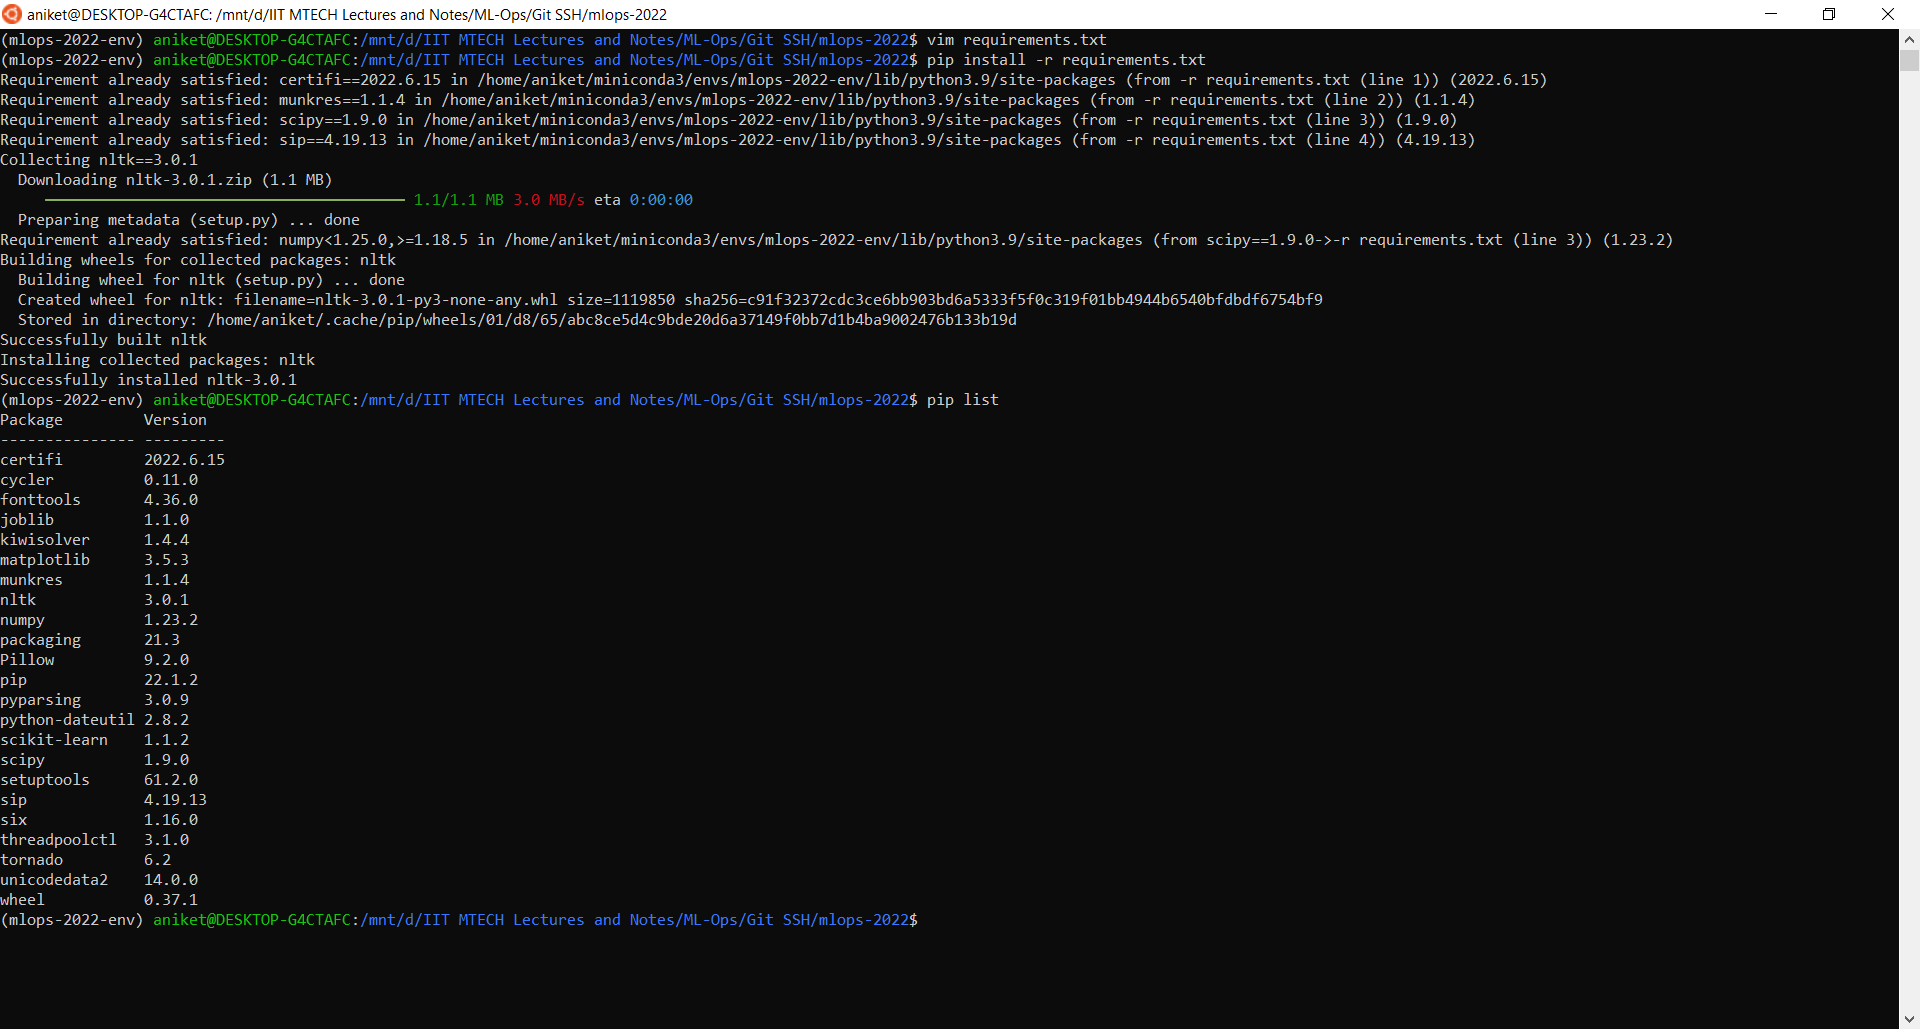 aniket@DESKTOP-G4CTAFC: /mnt/d/IIT MTECH Lectures and Notes/ML-Ops/Git SSH/mlops-2022
(mlops-2022-env) aniket@DESKTOP-G4CTAFC:/mnt/d/IIT MTECH Lectures and Notes/ML-Ops/Git SSH/mlops-2022$ vim requirements.txt
(mlops-2022-env) aniket@DESKTOP-G4CTAFC:/mnt/d/IIT MTECH Lectures and Notes/ML-Ops/Git SSH/mlops-2022$ pip install -r requirements.txt
Requirement already satisfied: certifi==2022.6.15 in /home/aniket/miniconda3/envs/mlops-2022-env/lib/python3.9/site-packages (from -r requirements.txt (line 1)) (2022.6.15)
Requirement already satisfied: munkres==1.1.4 in /home/aniket/miniconda3/envs/mlops-2022-env/lib/python3.9/site-packages (from -r requirements.txt (line 2)) (1.1.4)
Requirement already satisfied: scipy==1.9.0 in /home/aniket/miniconda3/envs/mlops-2022-env/lib/python3.9/site-packages (from -r requirements.txt (line 3)) (1.9.0)
Requirement already satisfied: sip==4.19.13 in /home/aniket/miniconda3/envs/mlops-2022-env/lib/python3.9/site-packages (from -r requirements.txt (line 4)) (4.19.13)
Collecting nltk==3.0.1
  Downloading nltk-3.0.1.zip (1.1 MB)
1.1/1.1 MB 3.0 MB/s eta 0:00:00
  Preparing metadata (setup.py) ... done
Requirement already satisfied: numpy<1.25.0,>=1.18.5 in /home/aniket/miniconda3/envs/mlops-2022-env/lib/python3.9/site-packages (from scipy==1.9.0->-r requirements.txt (line 3)) (1.23.2)
Building wheels for collected packages: nltk
  Building wheel for nltk (setup.py) ... done
  Created wheel for nltk: filename=nltk-3.0.1-py3-none-any.whl size=1119850 sha256=c91f32372cdc3ce6bb903bd6a5333f5f0c319f01bb4944b6540bfdbdf6754bf9
  Stored in directory: /home/aniket/.cache/pip/wheels/01/d8/65/abc8ce5d4c9bde20d6a37149f0bb7d1b4ba9002476b133b19d
Successfully built nltk
Installing collected packages: nltk
Successfully installed nltk-3.0.1
(mlops-2022-env) aniket@DESKTOP-G4CTAFC:/mnt/d/IIT MTECH Lectures and Notes/ML-Ops/Git SSH/mlops-2022$ pip list
Package         Version
--------------- ---------
certifi         2022.6.15
cycler          0.11.0
fonttools       4.36.0
joblib          1.1.0
kiwisolver      1.4.4
matplotlib      3.5.3
munkres         1.1.4
nltk            3.0.1
numpy           1.23.2
packaging       21.3
Pillow          9.2.0
pip             22.1.2
pyparsing       3.0.9
python-dateutil 2.8.2
scikit-learn    1.1.2
scipy           1.9.0
setuptools      61.2.0
sip             4.19.13
six             1.16.0
threadpoolctl   3.1.0
tornado         6.2
unicodedata2    14.0.0
wheel           0.37.1
(mlops-2022-env) aniket@DESKTOP-G4CTAFC:/mnt/d/IIT MTECH Lectures and Notes/ML-Ops/Git SSH/mlops-2022$